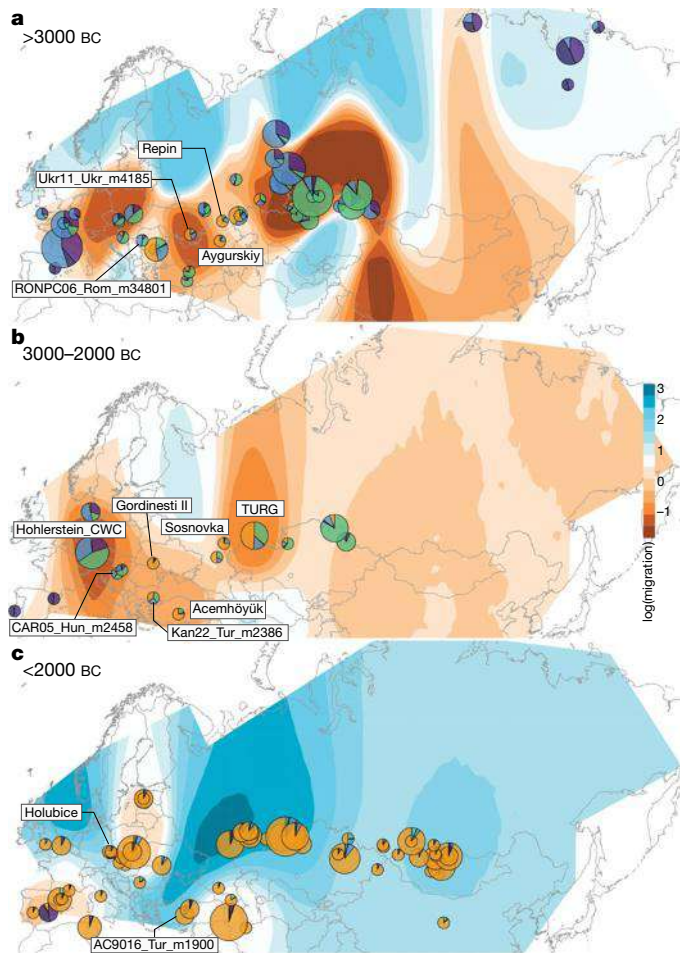 a
>3000 BC
Repin
Ukr11_Ukr_m4185
Aygurskiy
RONPC06_Rom_m34801
b
3000–2000 BC
3
2
1
0
−1
log(migration)
Gordinesti II
TURG
Hohlerstein_CWC
Sosnovka
Acemhöyük
CAR05_Hun_m2458
Kan22_Tur_m2386
c
<2000 BC
Holubice
AC9016_Tur_m1900